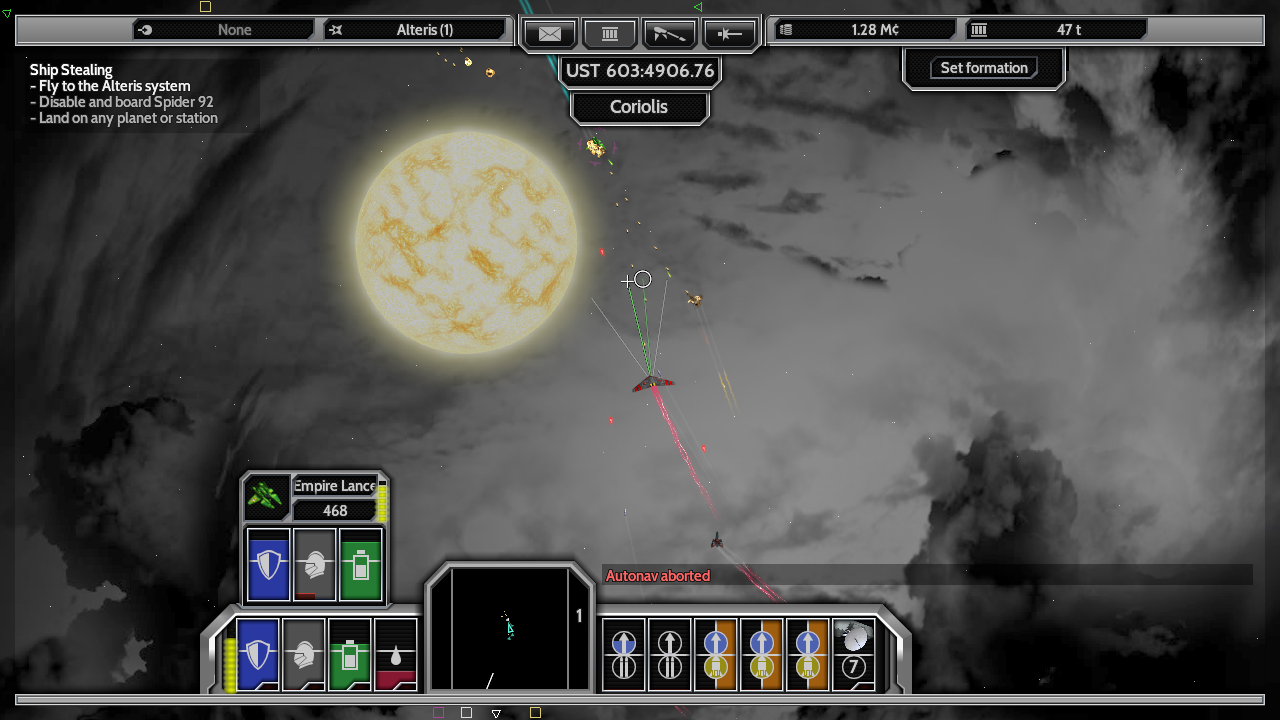 None
Alteris (1)
1.28 M¢
47 t
UST 603:4906.76
Coriolis
Set formation
Ship Stealing
- Fly to the Alteris system
- Disable and board Spider 92
- Land on any planet or station
Empire Lance
468
Autonav aborted
1
7